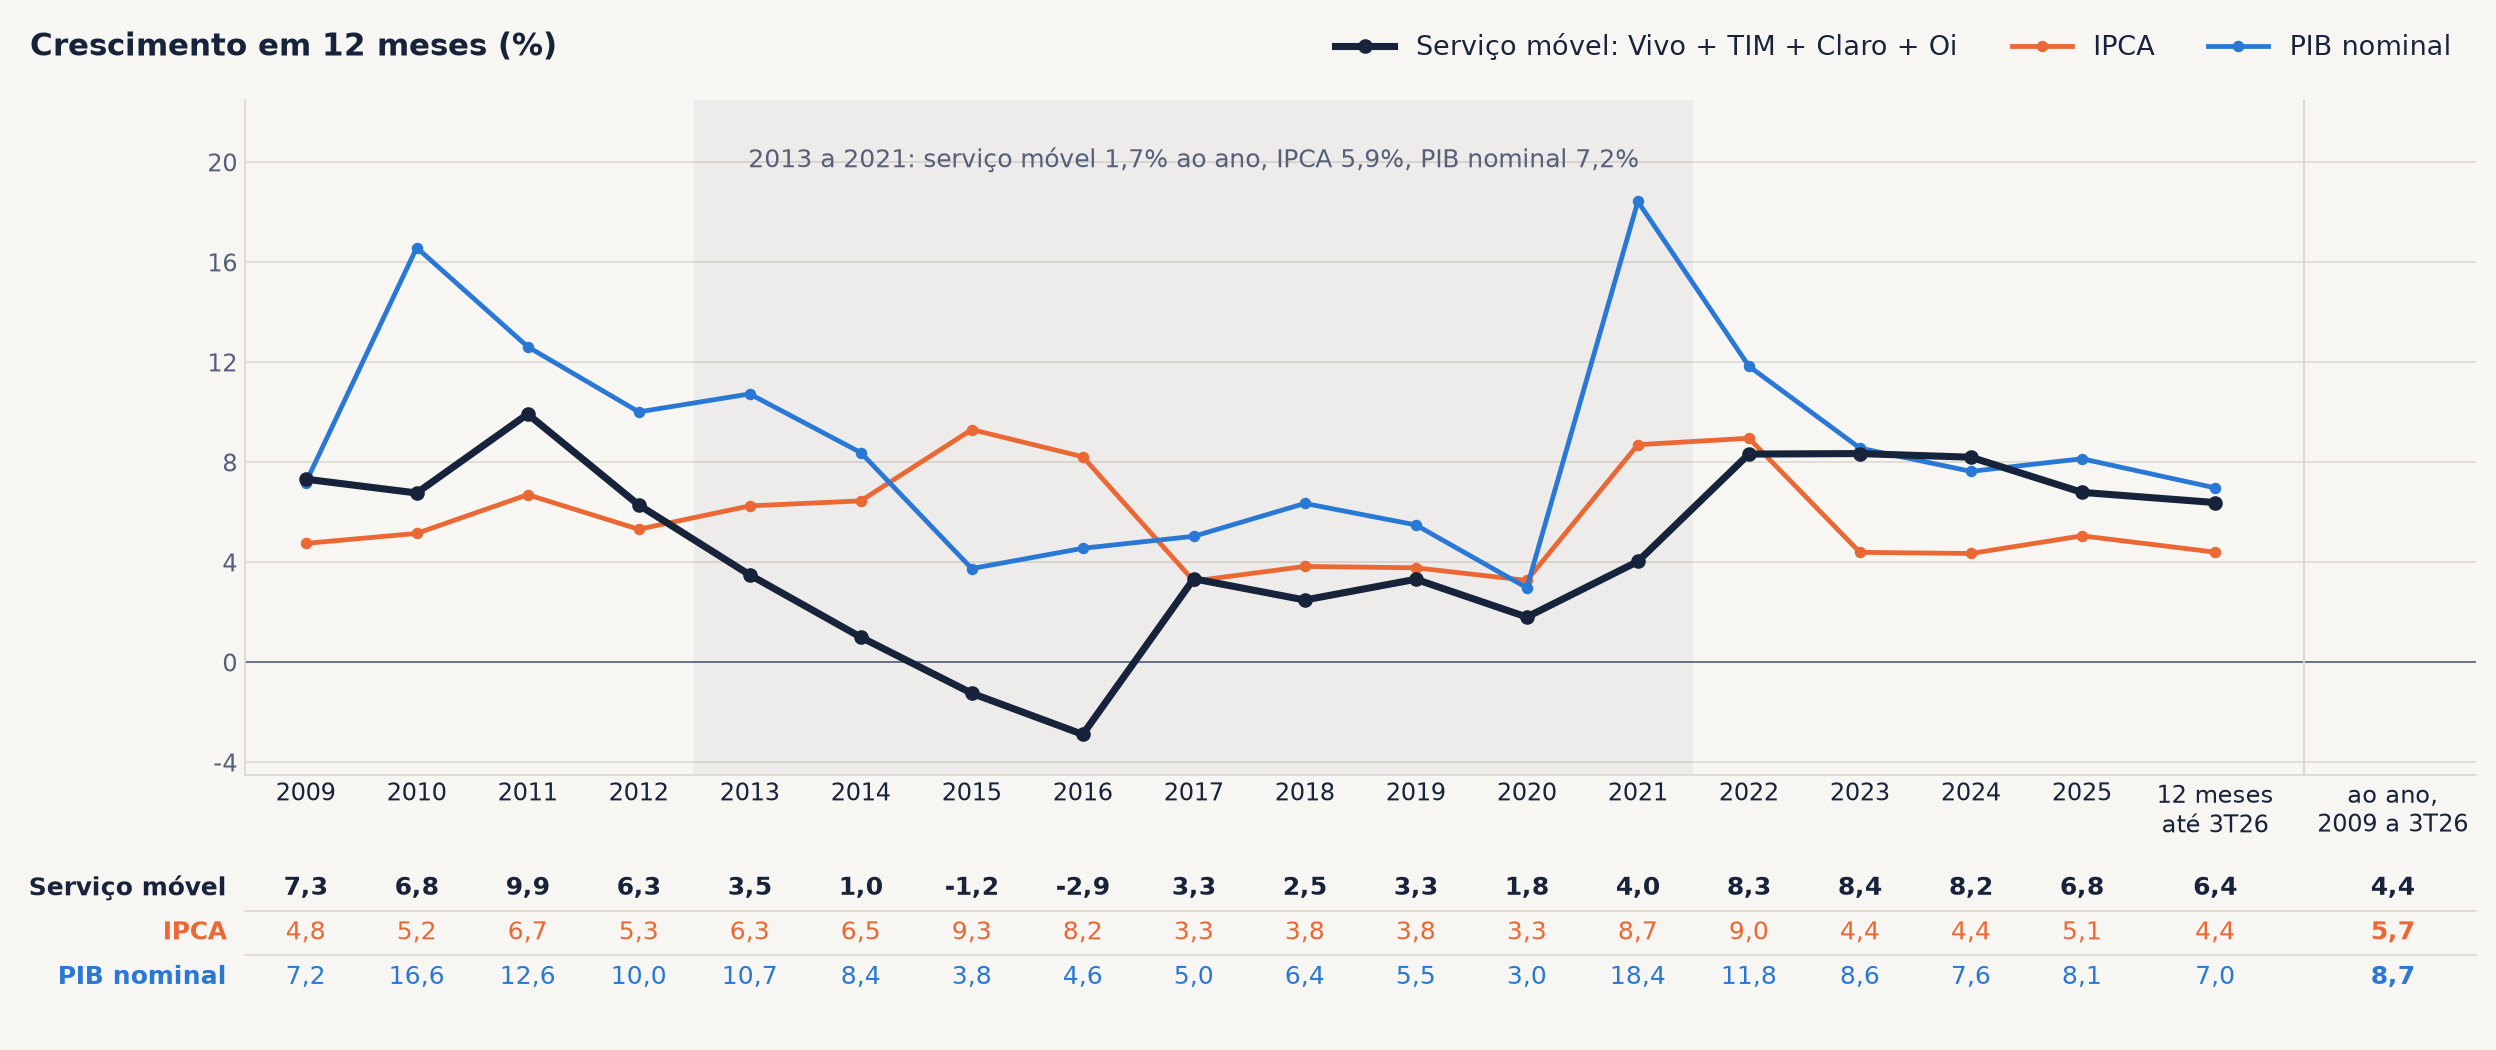 Crescimento em 12 meses (%)
Serviço móvel: Vivo + TIM + Claro + Oi
IPCA
PIB nominal
2013 a 2021: serviço móvel 1,7% ao ano, IPCA 5,9%, PIB nominal 7,2%
20
16
12
8
4
0
-4
2009 2010 2011 2012 2013 2014 2015 2016 2017 2018 2019 2020 2021 2022 2023 2024 2025
12 meses
até 3T26
ao ano,
2009 a 3T26
Serviço móvel 7,3 6,8 9,9 6,3 3,5 1,0 -1,2 -2,9 3,3 2,5 3,3 1,8 4,0 8,3 8,4 8,2 6,8 6,4 4,4
IPCA 4,8 5,2 6,7 5,3 6,3 6,5 9,3 8,2 3,3 3,8 3,8 3,3 8,7 9,0 4,4 4,4 5,1 4,4 5,7
PIB nominal 7,2 16,6 12,6 10,0 10,7 8,4 3,8 4,6 5,0 6,4 5,5 3,0 18,4 11,8 8,6 7,6 8,1 7,0 8,7